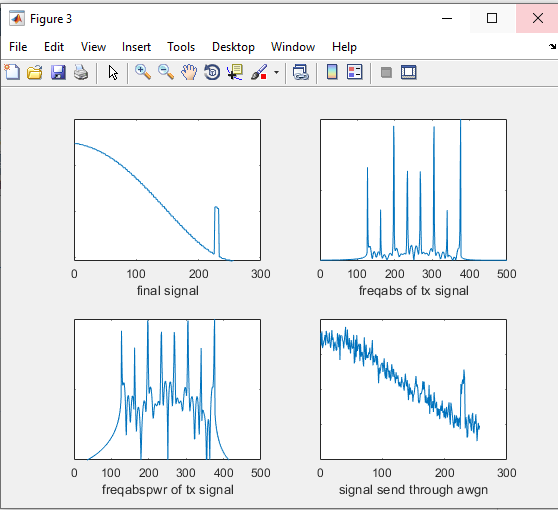 Figure 3
File Edit View Insert Tools Desktop Window Help
0 100 200 300
final signal
0 100 200 300 400 500
freqabs of tx signal
0 100 200 300 400 500
freqabspwr of tx signal
0 100 200 300
signal send through awgn